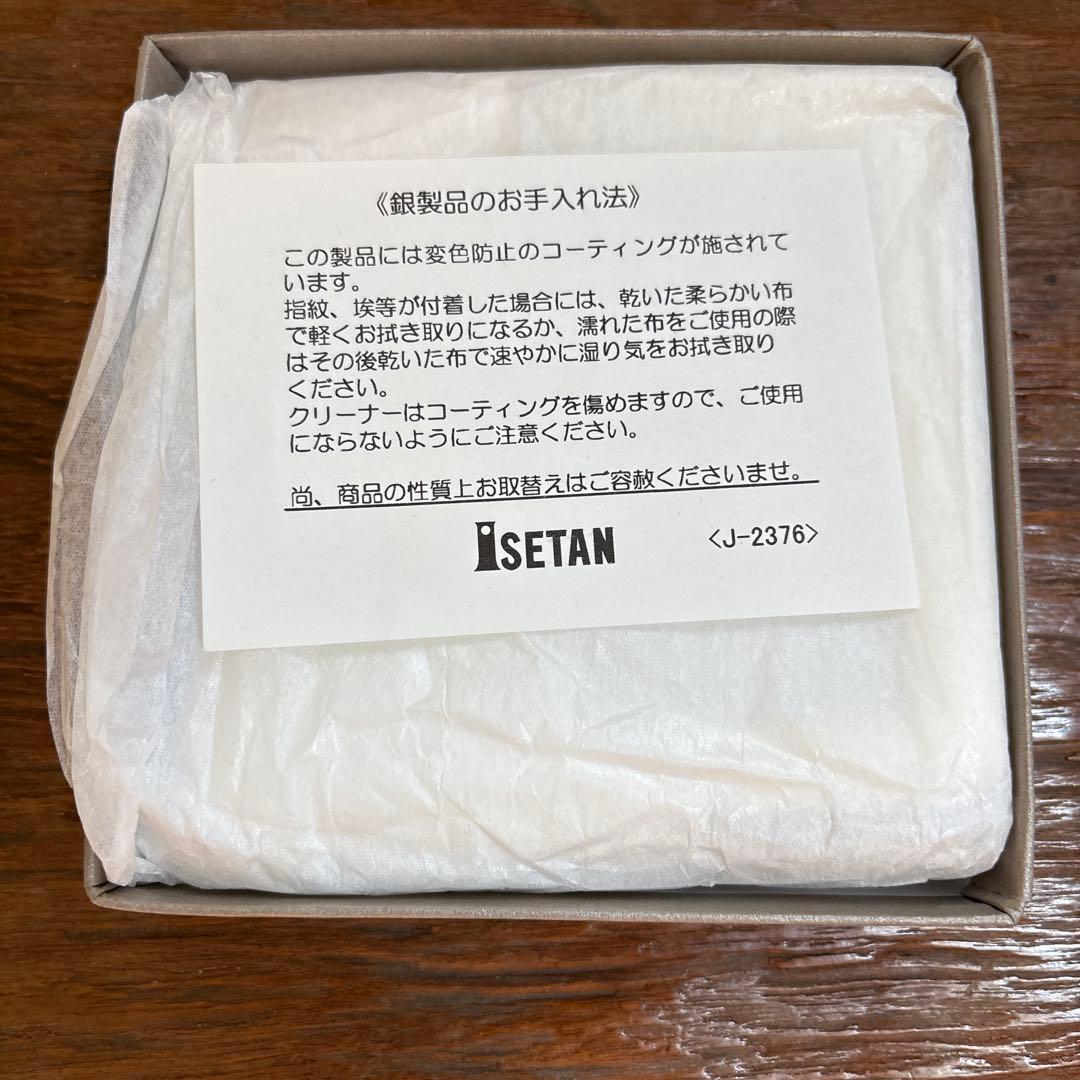 《銀製品のお手入れ法》
この製品には変色防止のコーティングが施されて
います。
指紋、埃等が付着した場合には、乾いた柔らかい布
で軽くお拭き取りになるか、濡れた布をご使用の際
はその後乾いた布で速やかに湿り気をお拭き取り
ください。
クリーナーはコーティングを傷めますので、ご使用
にならないようにご注意ください。
尚、商品の性質上お取替えはご容赦くださいませ。
ISETAN
<J-2376>